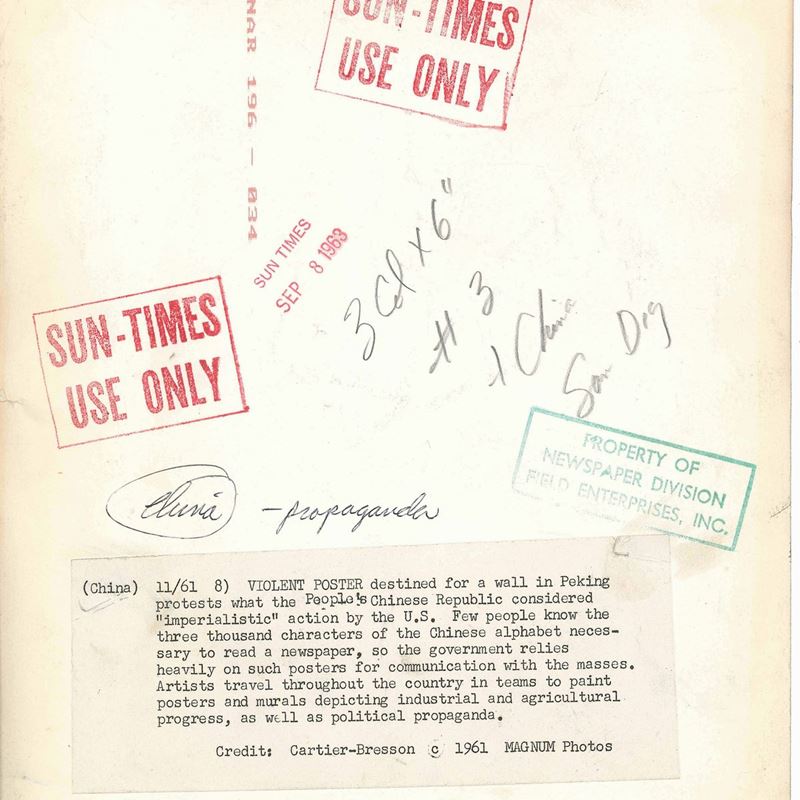 SUN-TIMES
USE ONLY
MAR 196 – 034
SUN TIMES
SEP 8 1963
3 Col x 6"
# 3
1 China
Sun Dig
SUN-TIMES
USE ONLY
PROPERTY OF
NEWSPAPER DIVISION
FIELD ENTERPRISES, INC.
China – propaganda
(China) 11/61 8) VIOLENT POSTER destined for a wall in Peking
protests what the People's Chinese Republic considered
"imperialistic" action by the U.S. Few people know the
three thousand characters of the Chinese alphabet neces-
sary to read a newspaper, so the government relies
heavily on such posters for communication with the masses.
Artists travel throughout the country in teams to paint
posters and murals depicting industrial and agricultural
progress, as well as political propaganda.
Credit: Cartier-Bresson c 1961 MAGNUM Photos